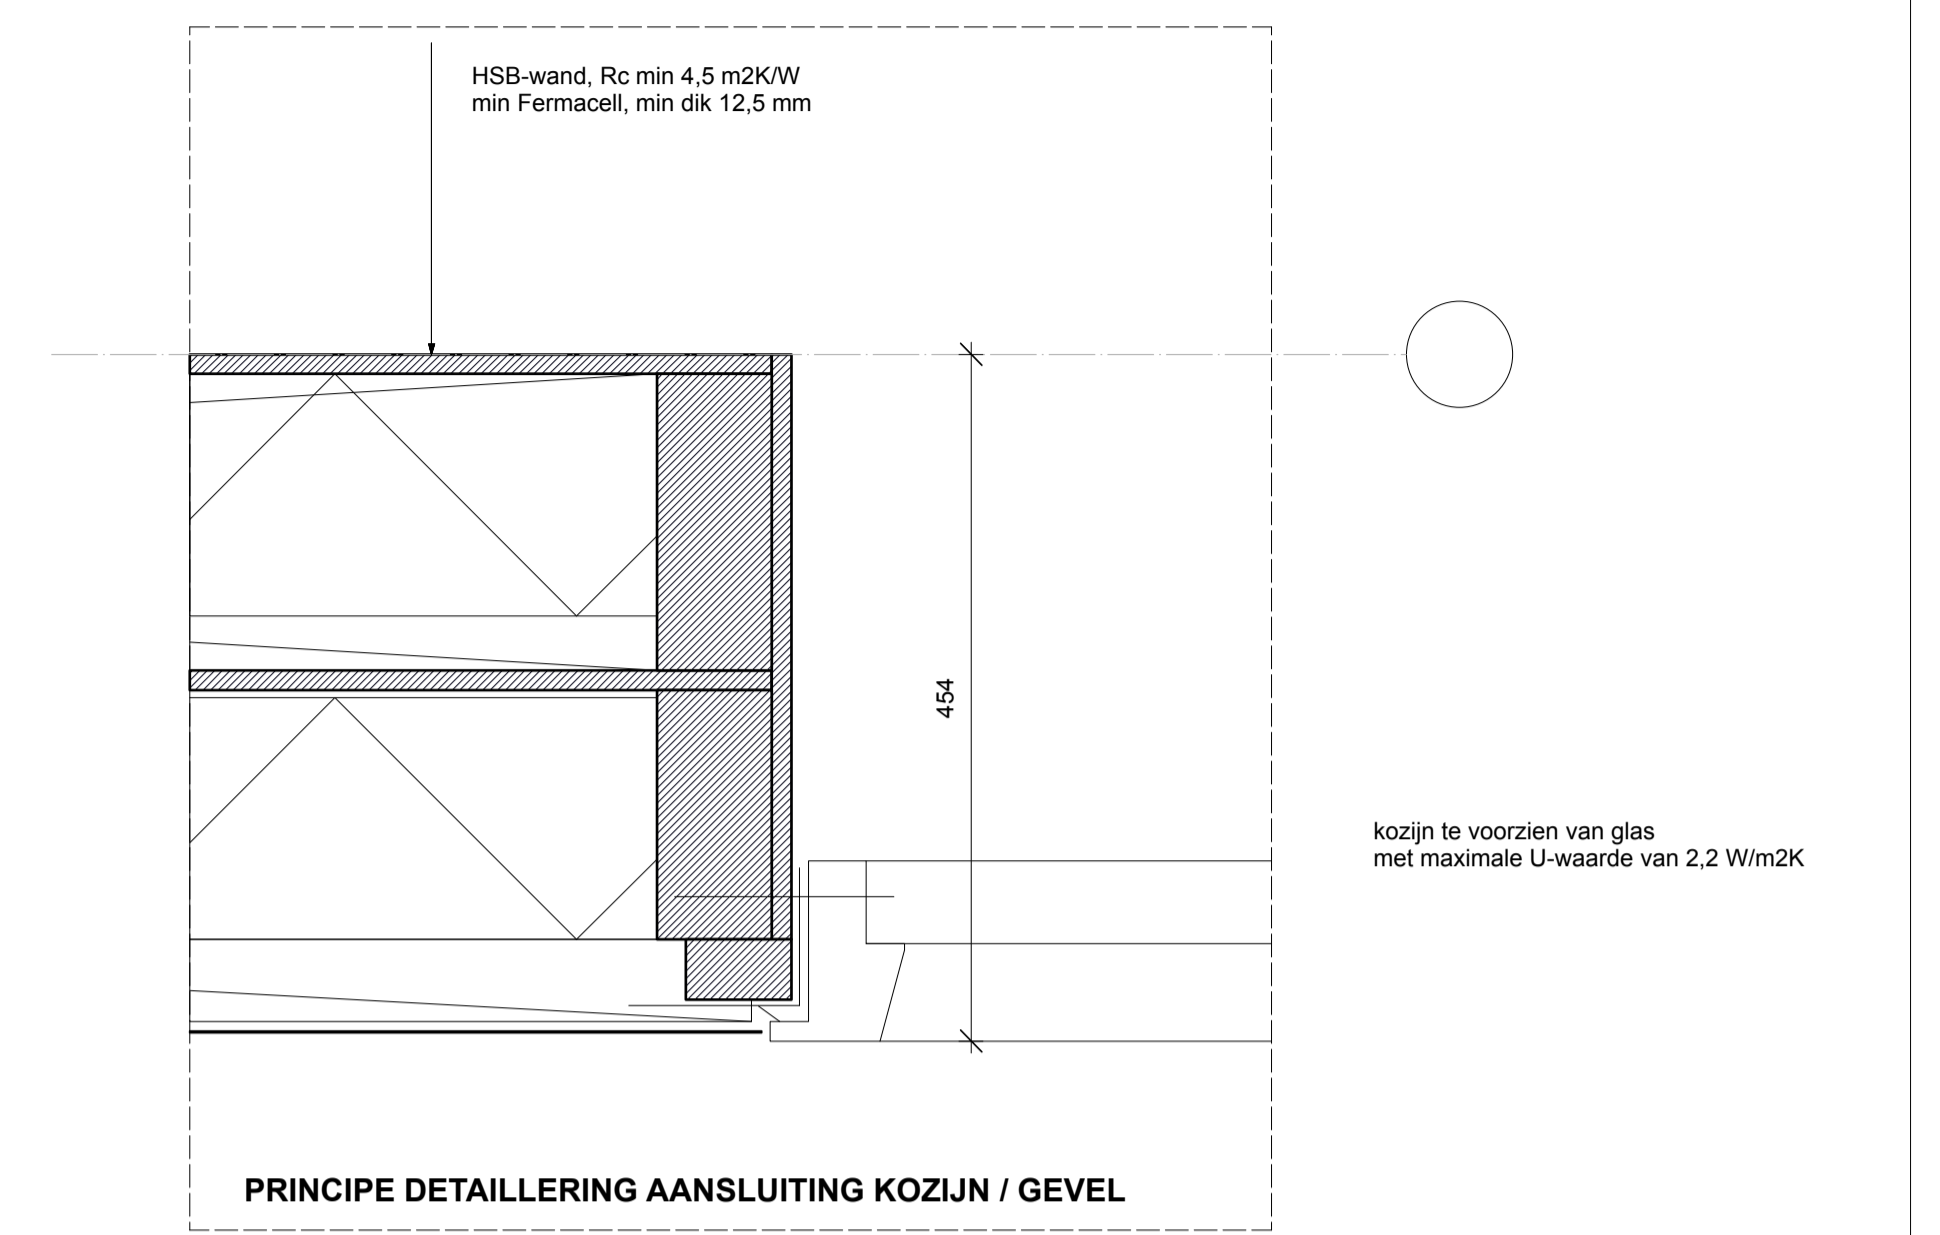 HSB-wand, Rc min 4,5 m2K/W
min Fermacell, min dik 12,5 mm
454
kozijn te voorzien van glas
met maximale U-waarde van 2,2 W/m2K
PRINCIPE DETAILLERING AANSLUITING KOZIJN / GEVEL